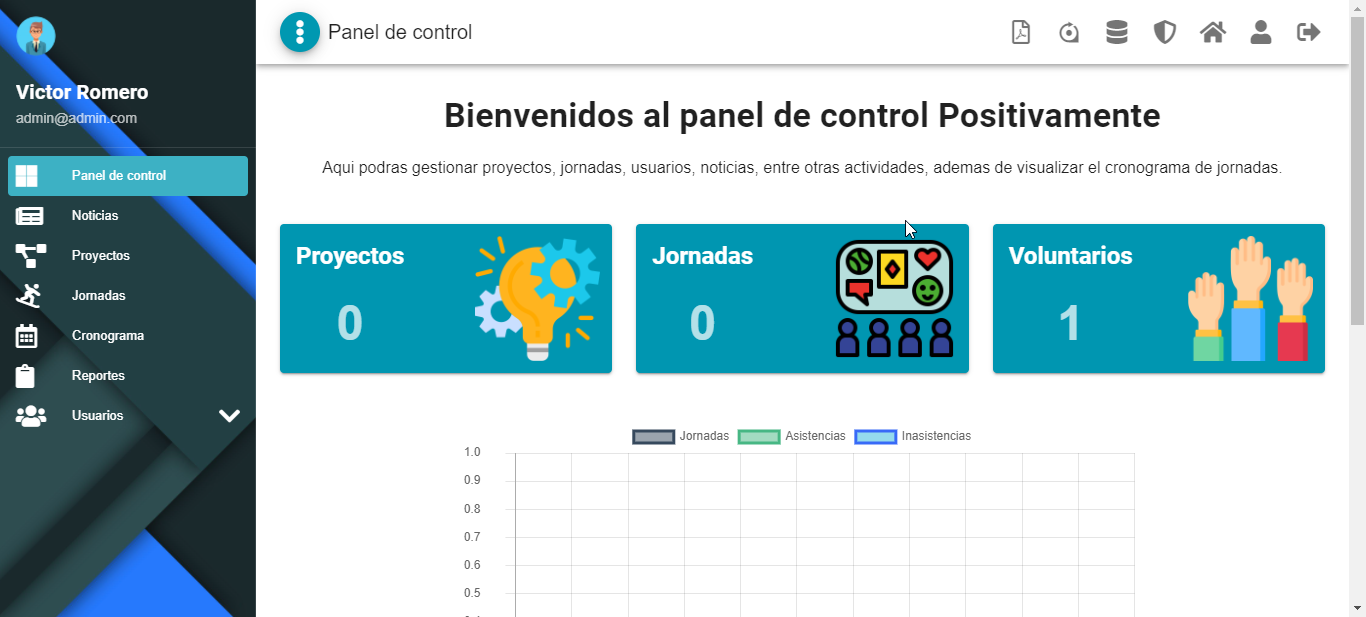 Victor Romero
admin@admin.com
Panel de control
Noticias
Proyectos
Jornadas
Cronograma
Reportes
Usuarios
Panel de control
Bienvenidos al panel de control Positivamente
Aqui podras gestionar proyectos, jornadas, usuarios, noticias, entre otras actividades, ademas de visualizar el cronograma de jornadas.
Proyectos
0
Jornadas
0
Voluntarios
1
Jornadas Asistencias Inasistencias
1.0
0.9
0.8
0.7
0.6
0.5